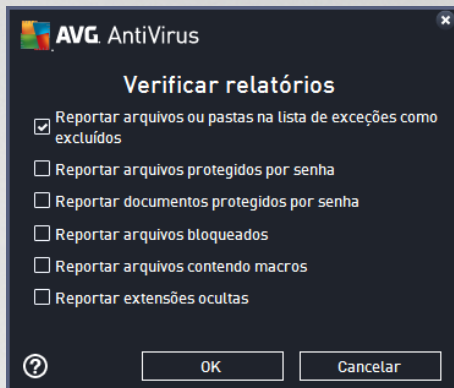 AVG. AntiVirus
Verificar relatórios
Reportar arquivos ou pastas na lista de exceções como
excluídos
Reportar arquivos protegidos por senha
Reportar documentos protegidos por senha
Reportar arquivos bloqueados
Reportar arquivos contendo macros
Reportar extensões ocultas
? OK Cancelar